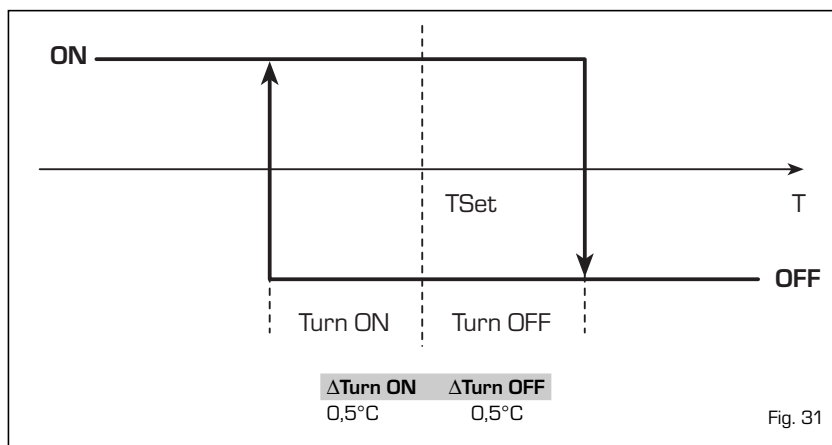 ON
TSet
T
OFF
Turn ON Turn OFF
ΔTurn ON ΔTurn OFF
0,5°C 0,5°C
Fig. 31